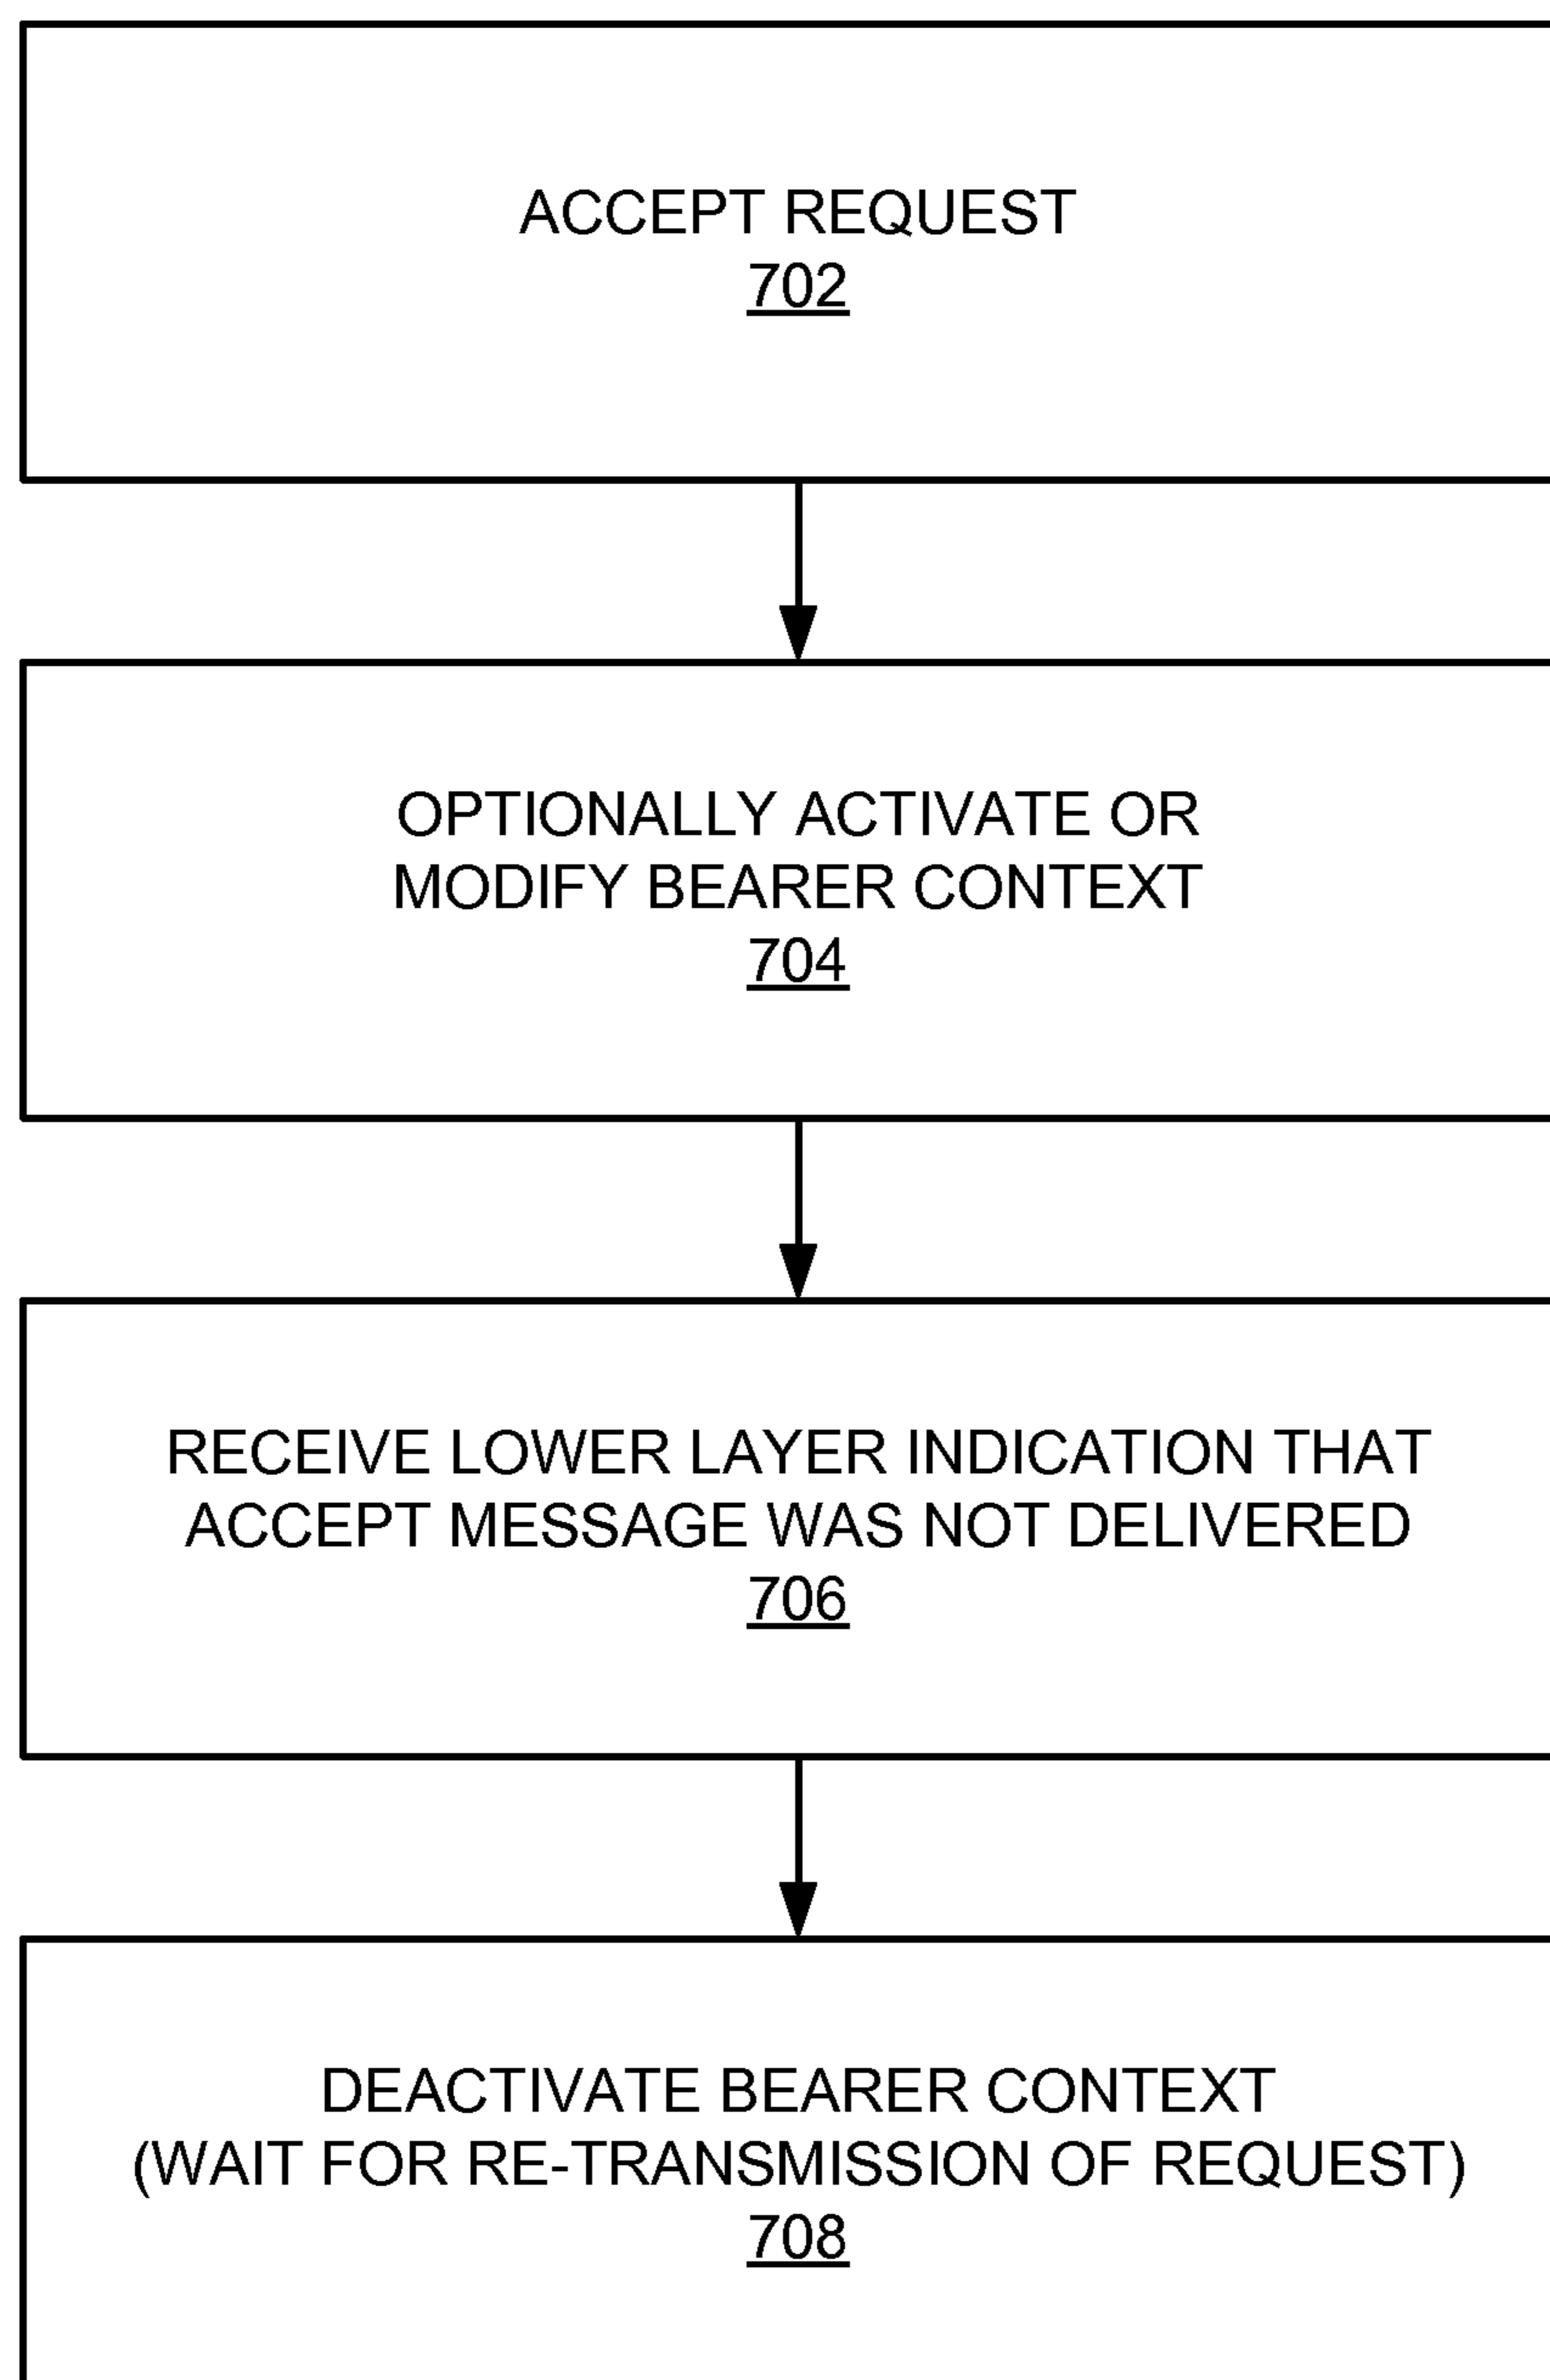 ACCEPT REQUEST
702
OPTIONALLY ACTIVATE OR
MODIFY BEARER CONTEXT
704
RECEIVE LOWER LAYER INDICATION THAT
ACCEPT MESSAGE WAS NOT DELIVERED
706
DEACTIVATE BEARER CONTEXT
(WAIT FOR RE-TRANSMISSION OF REQUEST)
708